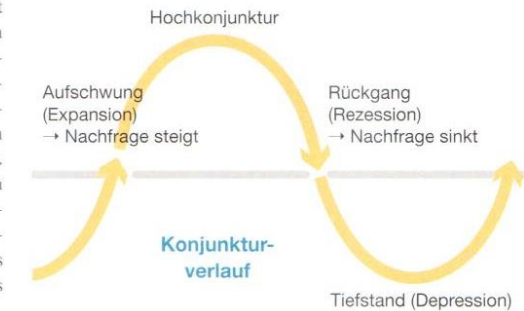 Hochkonjunktur
Aufschwung
(Expansion)
→ Nachfrage steigt
Rückgang
(Rezession)
→ Nachfrage sinkt
Konjunktur-
verlauf
Tiefstand (Depression)